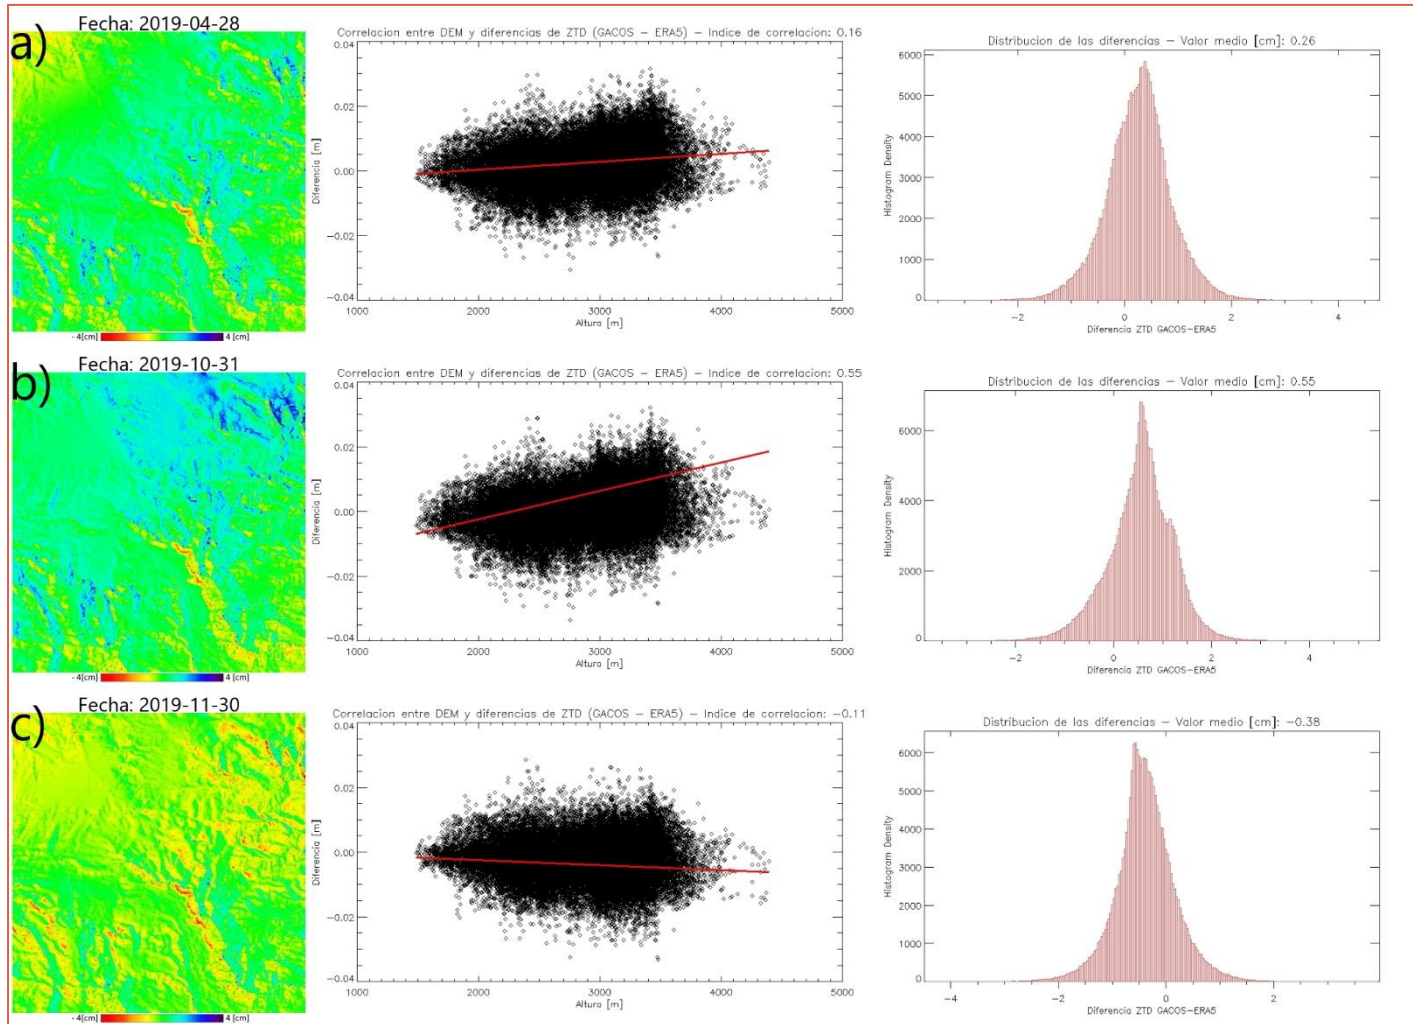 a)
Fecha: 2019-04-28
- 4[cm] 4 [cm]
Correlacion entre DEM y diferencias de ZTD (GACOS – ERA5) – Indice de correlacion: 0.16
Diferencia [m]
0.04
0.02
0.00
-0.02
-0.04
1000 2000 3000 4000 5000
Altura [m]
Distribucion de las diferencias – Valor medio [cm]: 0.26
Histogram Density
6000
5000
4000
3000
2000
1000
0
-2 0 2 4
Diferencia ZTD GACOS-ERA5
b)
Fecha: 2019-10-31
- 4[cm] 4 [cm]
Correlacion entre DEM y diferencias de ZTD (GACOS – ERA5) – Indice de correlacion: 0.55
Diferencia [m]
0.04
0.02
0.00
-0.02
-0.04
1000 2000 3000 4000 5000
Altura [m]
Distribucion de las diferencias – Valor medio [cm]: 0.55
Histogram Density
6000
4000
2000
0
-2 0 2 4
Diferencia ZTD GACOS-ERA5
c)
Fecha: 2019-11-30
- 4[cm] 4 [cm]
Correlacion entre DEM y diferencias de ZTD (GACOS – ERA5) – Indice de correlacion: -0.11
Diferencia [m]
0.04
0.02
0.00
-0.02
-0.04
1000 2000 3000 4000 5000
Altura [m]
Distribucion de las diferencias – Valor medio [cm]: -0.38
Histogram Density
6000
5000
4000
3000
2000
1000
0
-4 -2 0 2
Diferencia ZTD GACOS-ERA5